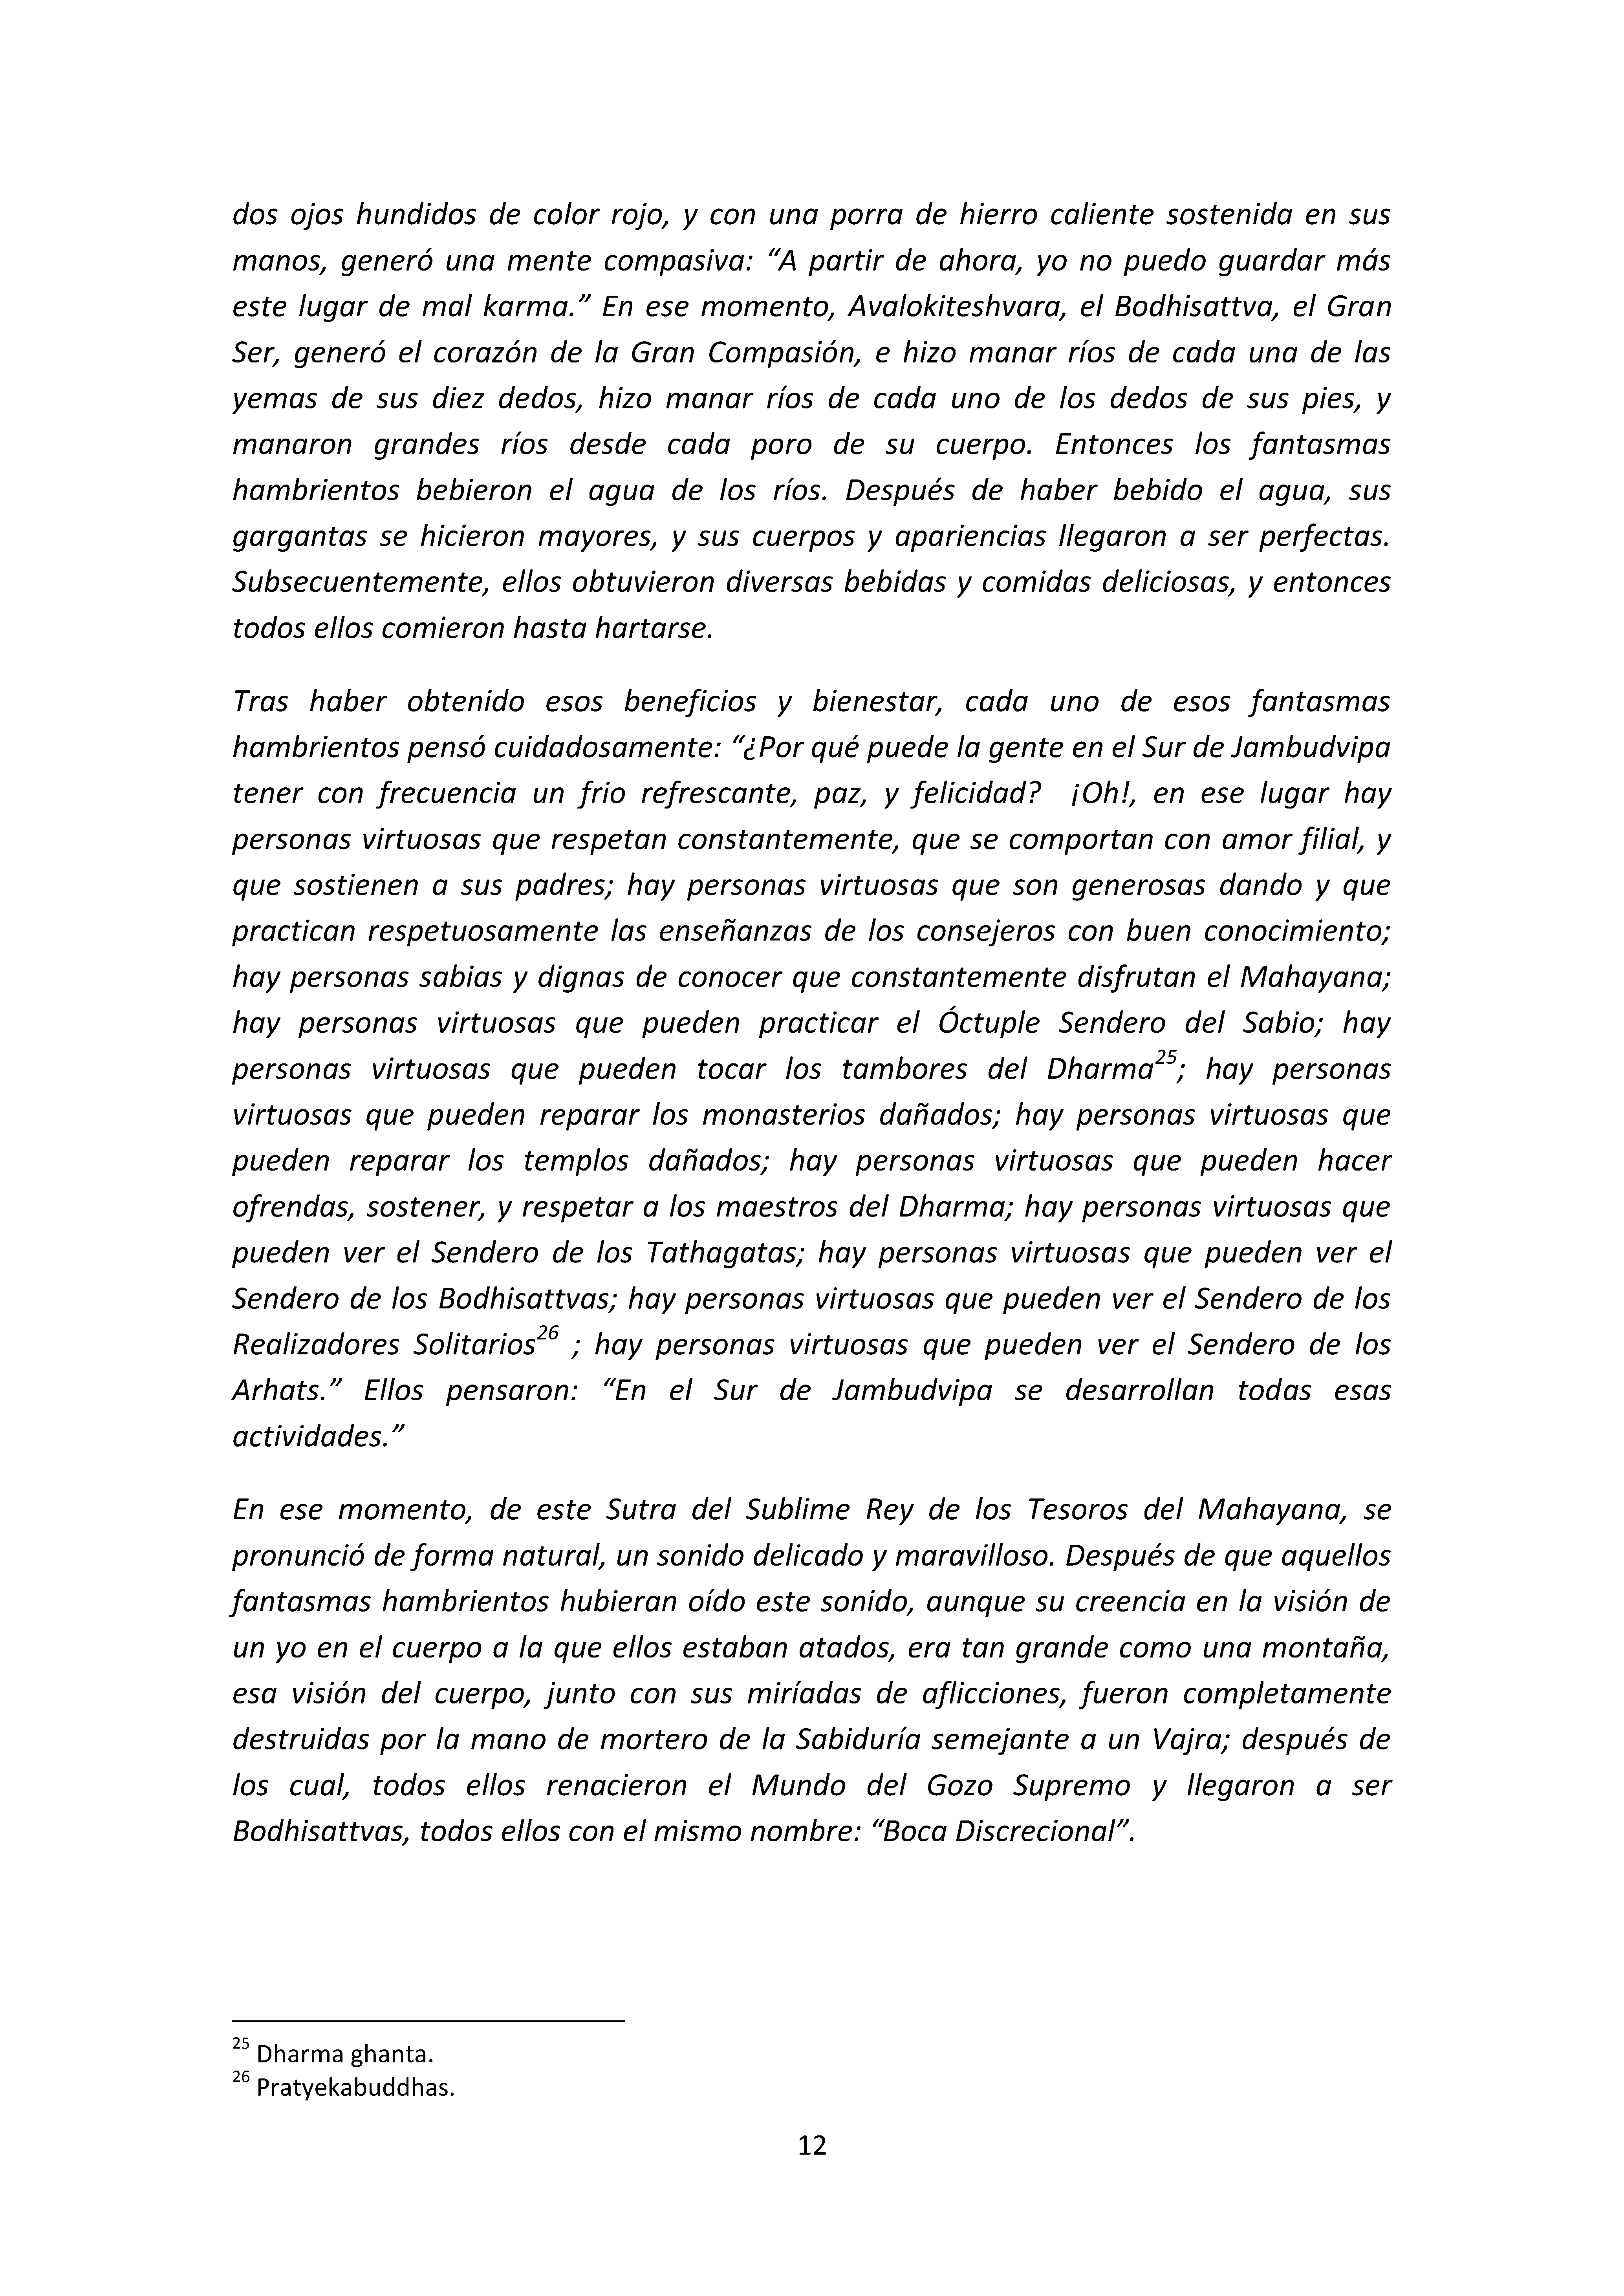 dos ojos hundidos de color rojo, y con una porra de hierro caliente sostenida en sus
manos, generó una mente compasiva: “A partir de ahora, yo no puedo guardar más
este lugar de mal karma.” En ese momento, Avalokiteshvara, el Bodhisattva, el Gran
Ser, generó el corazón de la Gran Compasión, e hizo manar ríos de cada una de las
yemas de sus diez dedos, hizo manar ríos de cada uno de los dedos de sus pies, y
manaron grandes ríos desde cada poro de su cuerpo. Entonces los fantasmas
hambrientos bebieron el agua de los ríos. Después de haber bebido el agua, sus
gargantas se hicieron mayores, y sus cuerpos y apariencias llegaron a ser perfectas.
Subsecuentemente, ellos obtuvieron diversas bebidas y comidas deliciosas, y entonces
todos ellos comieron hasta hartarse.
Tras haber obtenido esos beneficios y bienestar, cada uno de esos fantasmas
hambrientos pensó cuidadosamente: “¿Por qué puede la gente en el Sur de Jambudvipa
tener con frecuencia un frio refrescante, paz, y felicidad? ¡Oh!, en ese lugar hay
personas virtuosas que respetan constantemente, que se comportan con amor filial, y
que sostienen a sus padres; hay personas virtuosas que son generosas dando y que
practican respetuosamente las enseñanzas de los consejeros con buen conocimiento;
hay personas sabias y dignas de conocer que constantemente disfrutan el Mahayana;
hay personas virtuosas que pueden practicar el Óctuple Sendero del Sabio; hay
personas virtuosas que pueden tocar los tambores del Dharma25; hay personas
virtuosas que pueden reparar los monasterios dañados; hay personas virtuosas que
pueden reparar los templos dañados; hay personas virtuosas que pueden hacer
ofrendas, sostener, y respetar a los maestros del Dharma; hay personas virtuosas que
pueden ver el Sendero de los Tathagatas; hay personas virtuosas que pueden ver el
Sendero de los Bodhisattvas; hay personas virtuosas que pueden ver el Sendero de los
Realizadores Solitarios26 ; hay personas virtuosas que pueden ver el Sendero de los
Arhats.” Ellos pensaron: “En el Sur de Jambudvipa se desarrollan todas esas
actividades.”
En ese momento, de este Sutra del Sublime Rey de los Tesoros del Mahayana, se
pronunció de forma natural, un sonido delicado y maravilloso. Después de que aquellos
fantasmas hambrientos hubieran oído este sonido, aunque su creencia en la visión de
un yo en el cuerpo a la que ellos estaban atados, era tan grande como una montaña,
esa visión del cuerpo, junto con sus miríadas de aflicciones, fueron completamente
destruidas por la mano de mortero de la Sabiduría semejante a un Vajra; después de
los cual, todos ellos renacieron el Mundo del Gozo Supremo y llegaron a ser
Bodhisattvas, todos ellos con el mismo nombre: “Boca Discrecional”.
25 Dharma ghanta.
26 Pratyekabuddhas.
12